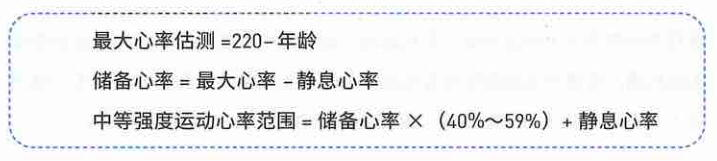 最大心率估测=220-年龄
储备心率=最大心率-静息心率
中等强度运动心率范围=储备心率×(40%~59%)+静息心率